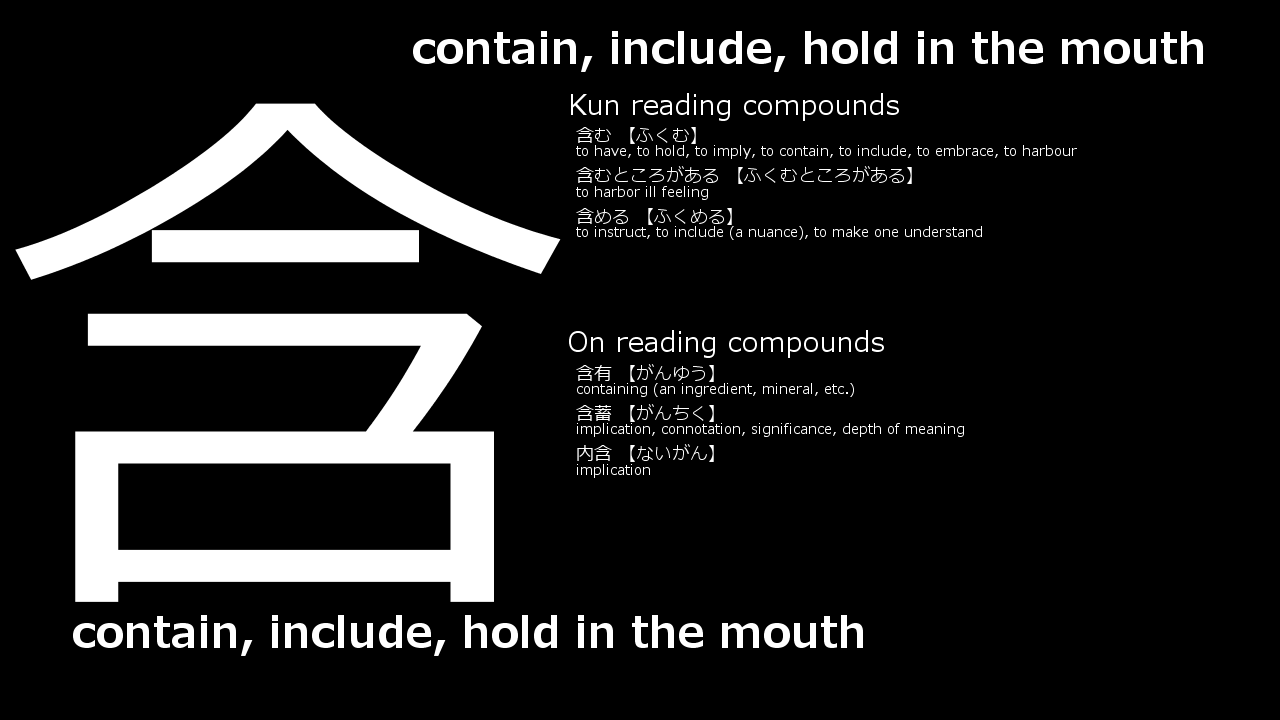 contain, include, hold in the mouth
含
Kun reading compounds
含む 【ふくむ】
to have, to hold, to imply, to contain, to include, to embrace, to harbour
含むところがある 【ふくむところがある】
to harbor ill feeling
含める 【ふくめる】
to instruct, to include (a nuance), to make one understand
On reading compounds
含有 【がんゆう】
containing (an ingredient, mineral, etc.)
含蓄 【がんちく】
implication, connotation, significance, depth of meaning
内含 【ないがん】
implication
contain, include, hold in the mouth